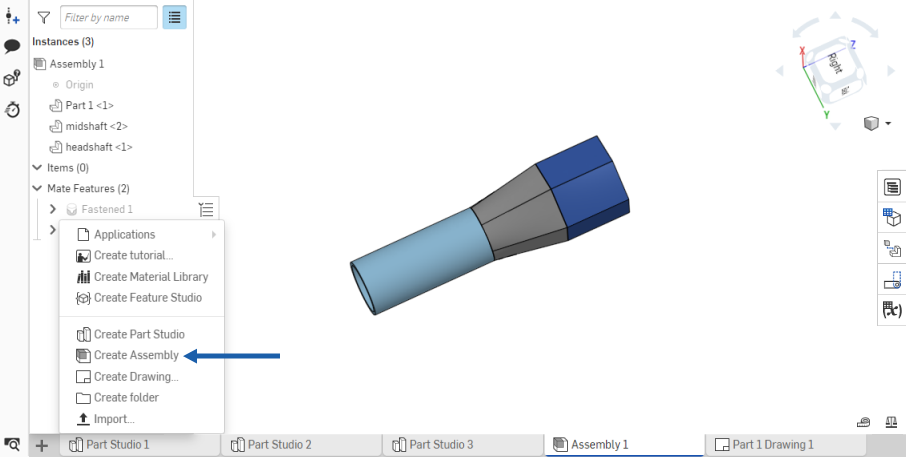 Filter by name
Instances (3)
Assembly 1
Origin
Part 1 <1>
midshaft <2>
headshaft <1>
Items (0)
Mate Features (2)
Fastened 1
Applications
Create tutorial...
Create Material Library
Create Feature Studio
Create Part Studio
Create Assembly
Create Drawing...
Create folder
Import...
X
Z
Right
Y
(x)
Part Studio 1
Part Studio 2
Part Studio 3
Assembly 1
Part 1 Drawing 1